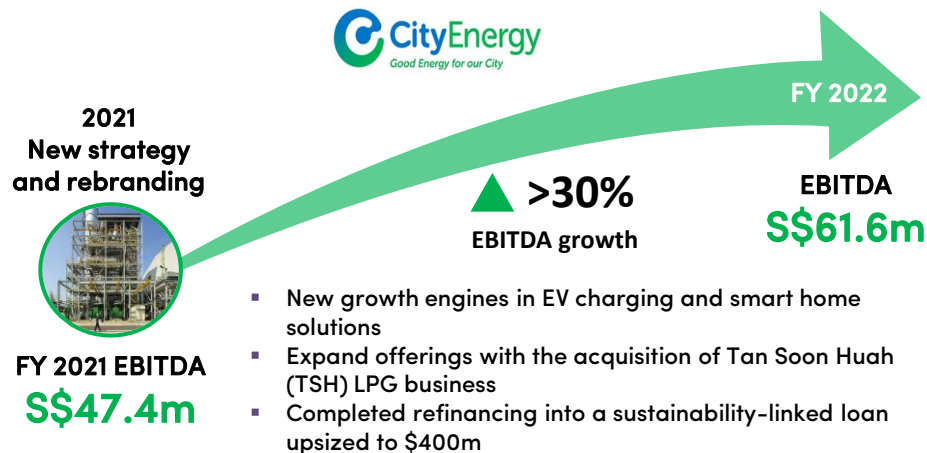 CityEnergy
Good Energy for our City
FY 2022
2021
New strategy
and rebranding
>30%
EBITDA growth
EBITDA
S$61.6m
FY 2021 EBITDA
S$47.4m
▪ New growth engines in EV charging and smart home
solutions
▪ Expand offerings with the acquisition of Tan Soon Huah
(TSH) LPG business
▪ Completed refinancing into a sustainability-linked loan
upsized to $400m